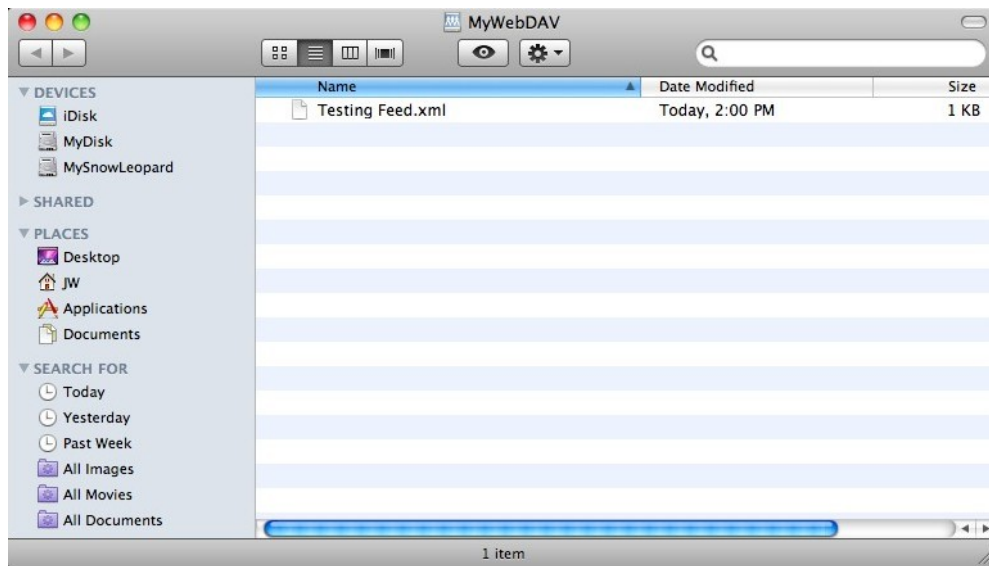 MyWebDAV
DEVICES
iDisk
MyDisk
MySnowLeopard
SHARED
PLACES
Desktop
JW
Applications
Documents
SEARCH FOR
Today
Yesterday
Past Week
All Images
All Movies
All Documents
Name Date Modified Size
Testing Feed.xml Today, 2:00 PM 1 KB
1 item